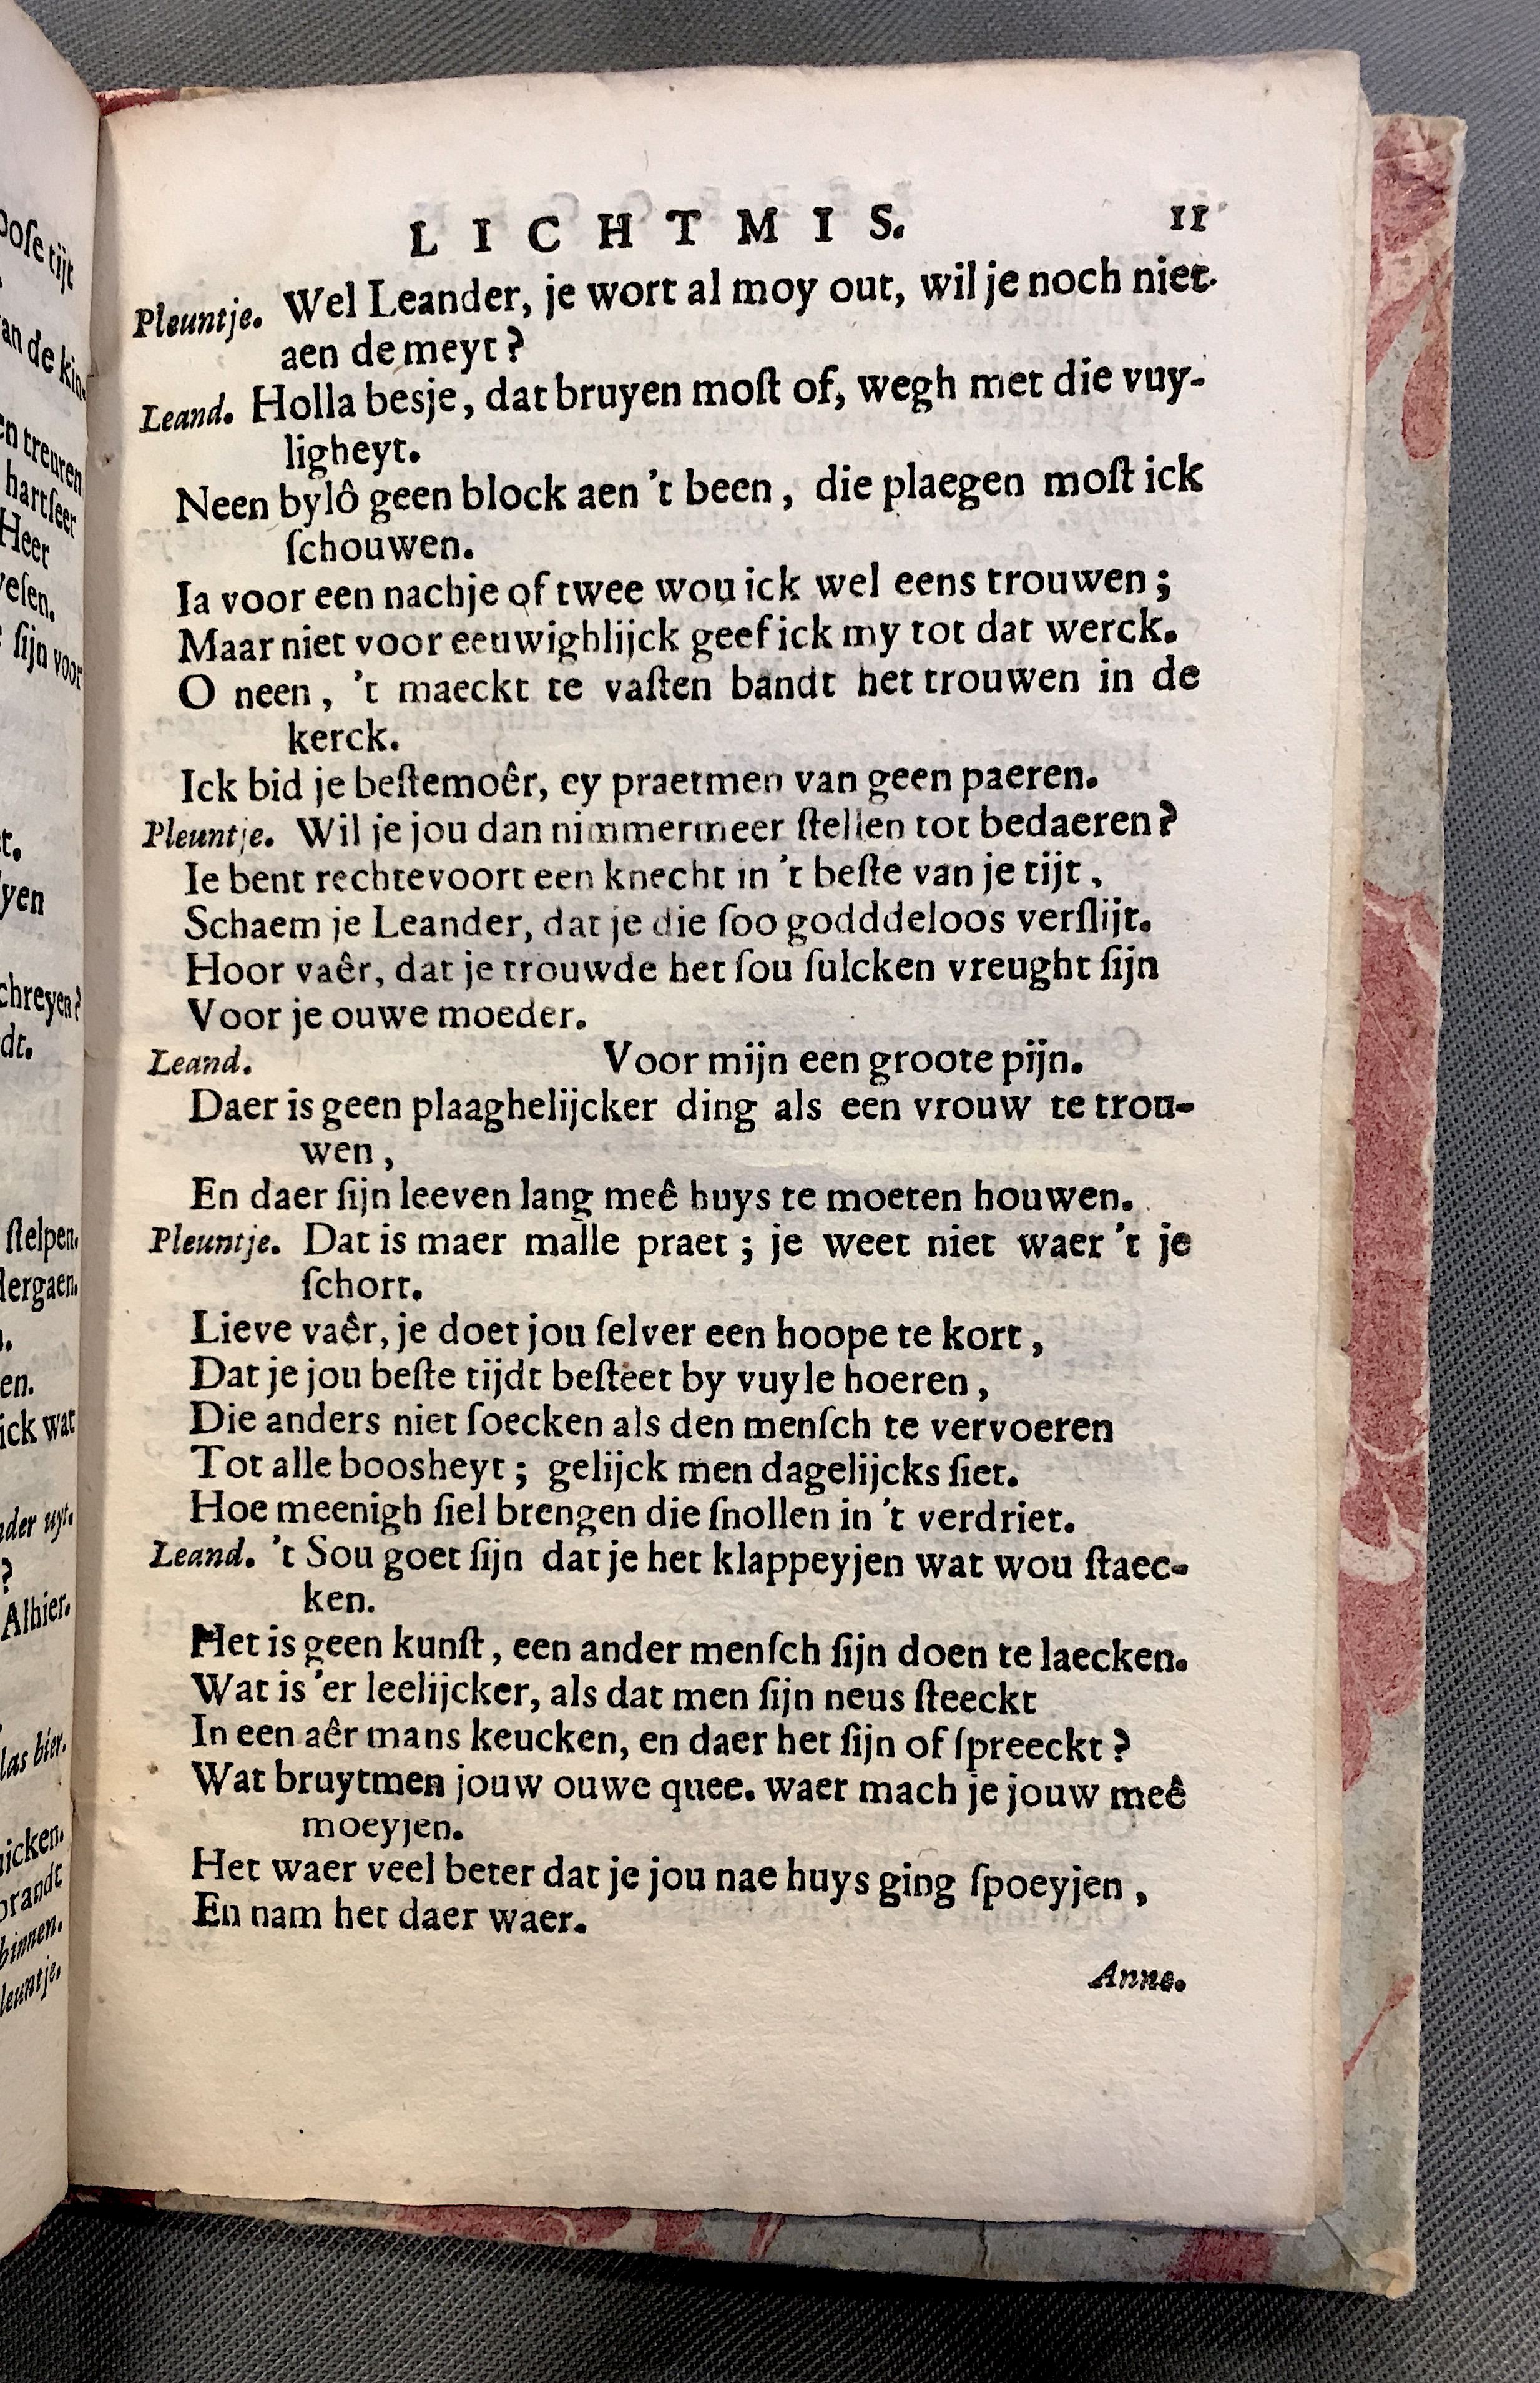 LICHTMIS. 11
Pleuntje. Wel Leander, je wort al moy out, wil je noch niet
aen de meyt?
Leand. Holla besje, dat bruyen moſt of, wegh met die vuy-
ligheyt.
Neen bylô geen block aen 't been, die plaegen moſt ick
ſchouwen.
Ia voor een nachje of twee wou ick wel eens trouwen;
Maar niet voor eeuwighlijck geef ick my tot dat werck.
O neen, 't maeckt te vaſten bandt het trouwen in de
kerck.
Ick bid je beſtemoêr, ey praetmen van geen paeren.
Pleuntje. Wil je jou dan nimmermeer ſtellen tot bedaeren?
Ie bent rechtevoort een knecht in 't beſte van je tijt,
Schaem je Leander, dat je die ſoo godddeloos verſlijt.
Hoor vaêr, dat je trouwde het ſou ſulcken vreught ſijn
Voor je ouwe moeder.
Leand. Voor mijn een groote pijn.
Daer is geen plaaghelijcker ding als een vrouw te trou-
wen,
En daer ſijn leeven lang meê huys te moeten houwen.
Pleuntje. Dat is maer malle praet; je weet niet waer 't je
ſchort.
Lieve vaêr, je doet jou ſelver een hoope te kort,
Dat je jou beſte tijdt beſteet by vuyle hoeren,
Die anders niet ſoecken als den menſch te vervoeren
Tot alle boosheyt; gelijck men dagelijcks ſiet.
Hoe meenigh ſiel brengen die ſnollen in 't verdriet.
Leand. 't Sou goet ſijn dat je het klappeyjen wat wou ſtaec-
ken.
Het is geen kunſt, een ander menſch ſijn doen te laecken.
Wat is 'er leelijcker, als dat men ſijn neus ſteeckt
In een aêr mans keucken, en daer het ſijn of ſpreeckt?
Wat bruytmen jouw ouwe quee. waer mach je jouw meê
moeyjen.
Het waer veel beter dat je jou nae huys ging ſpoeyjen,
En nam het daer waer.
Anne.